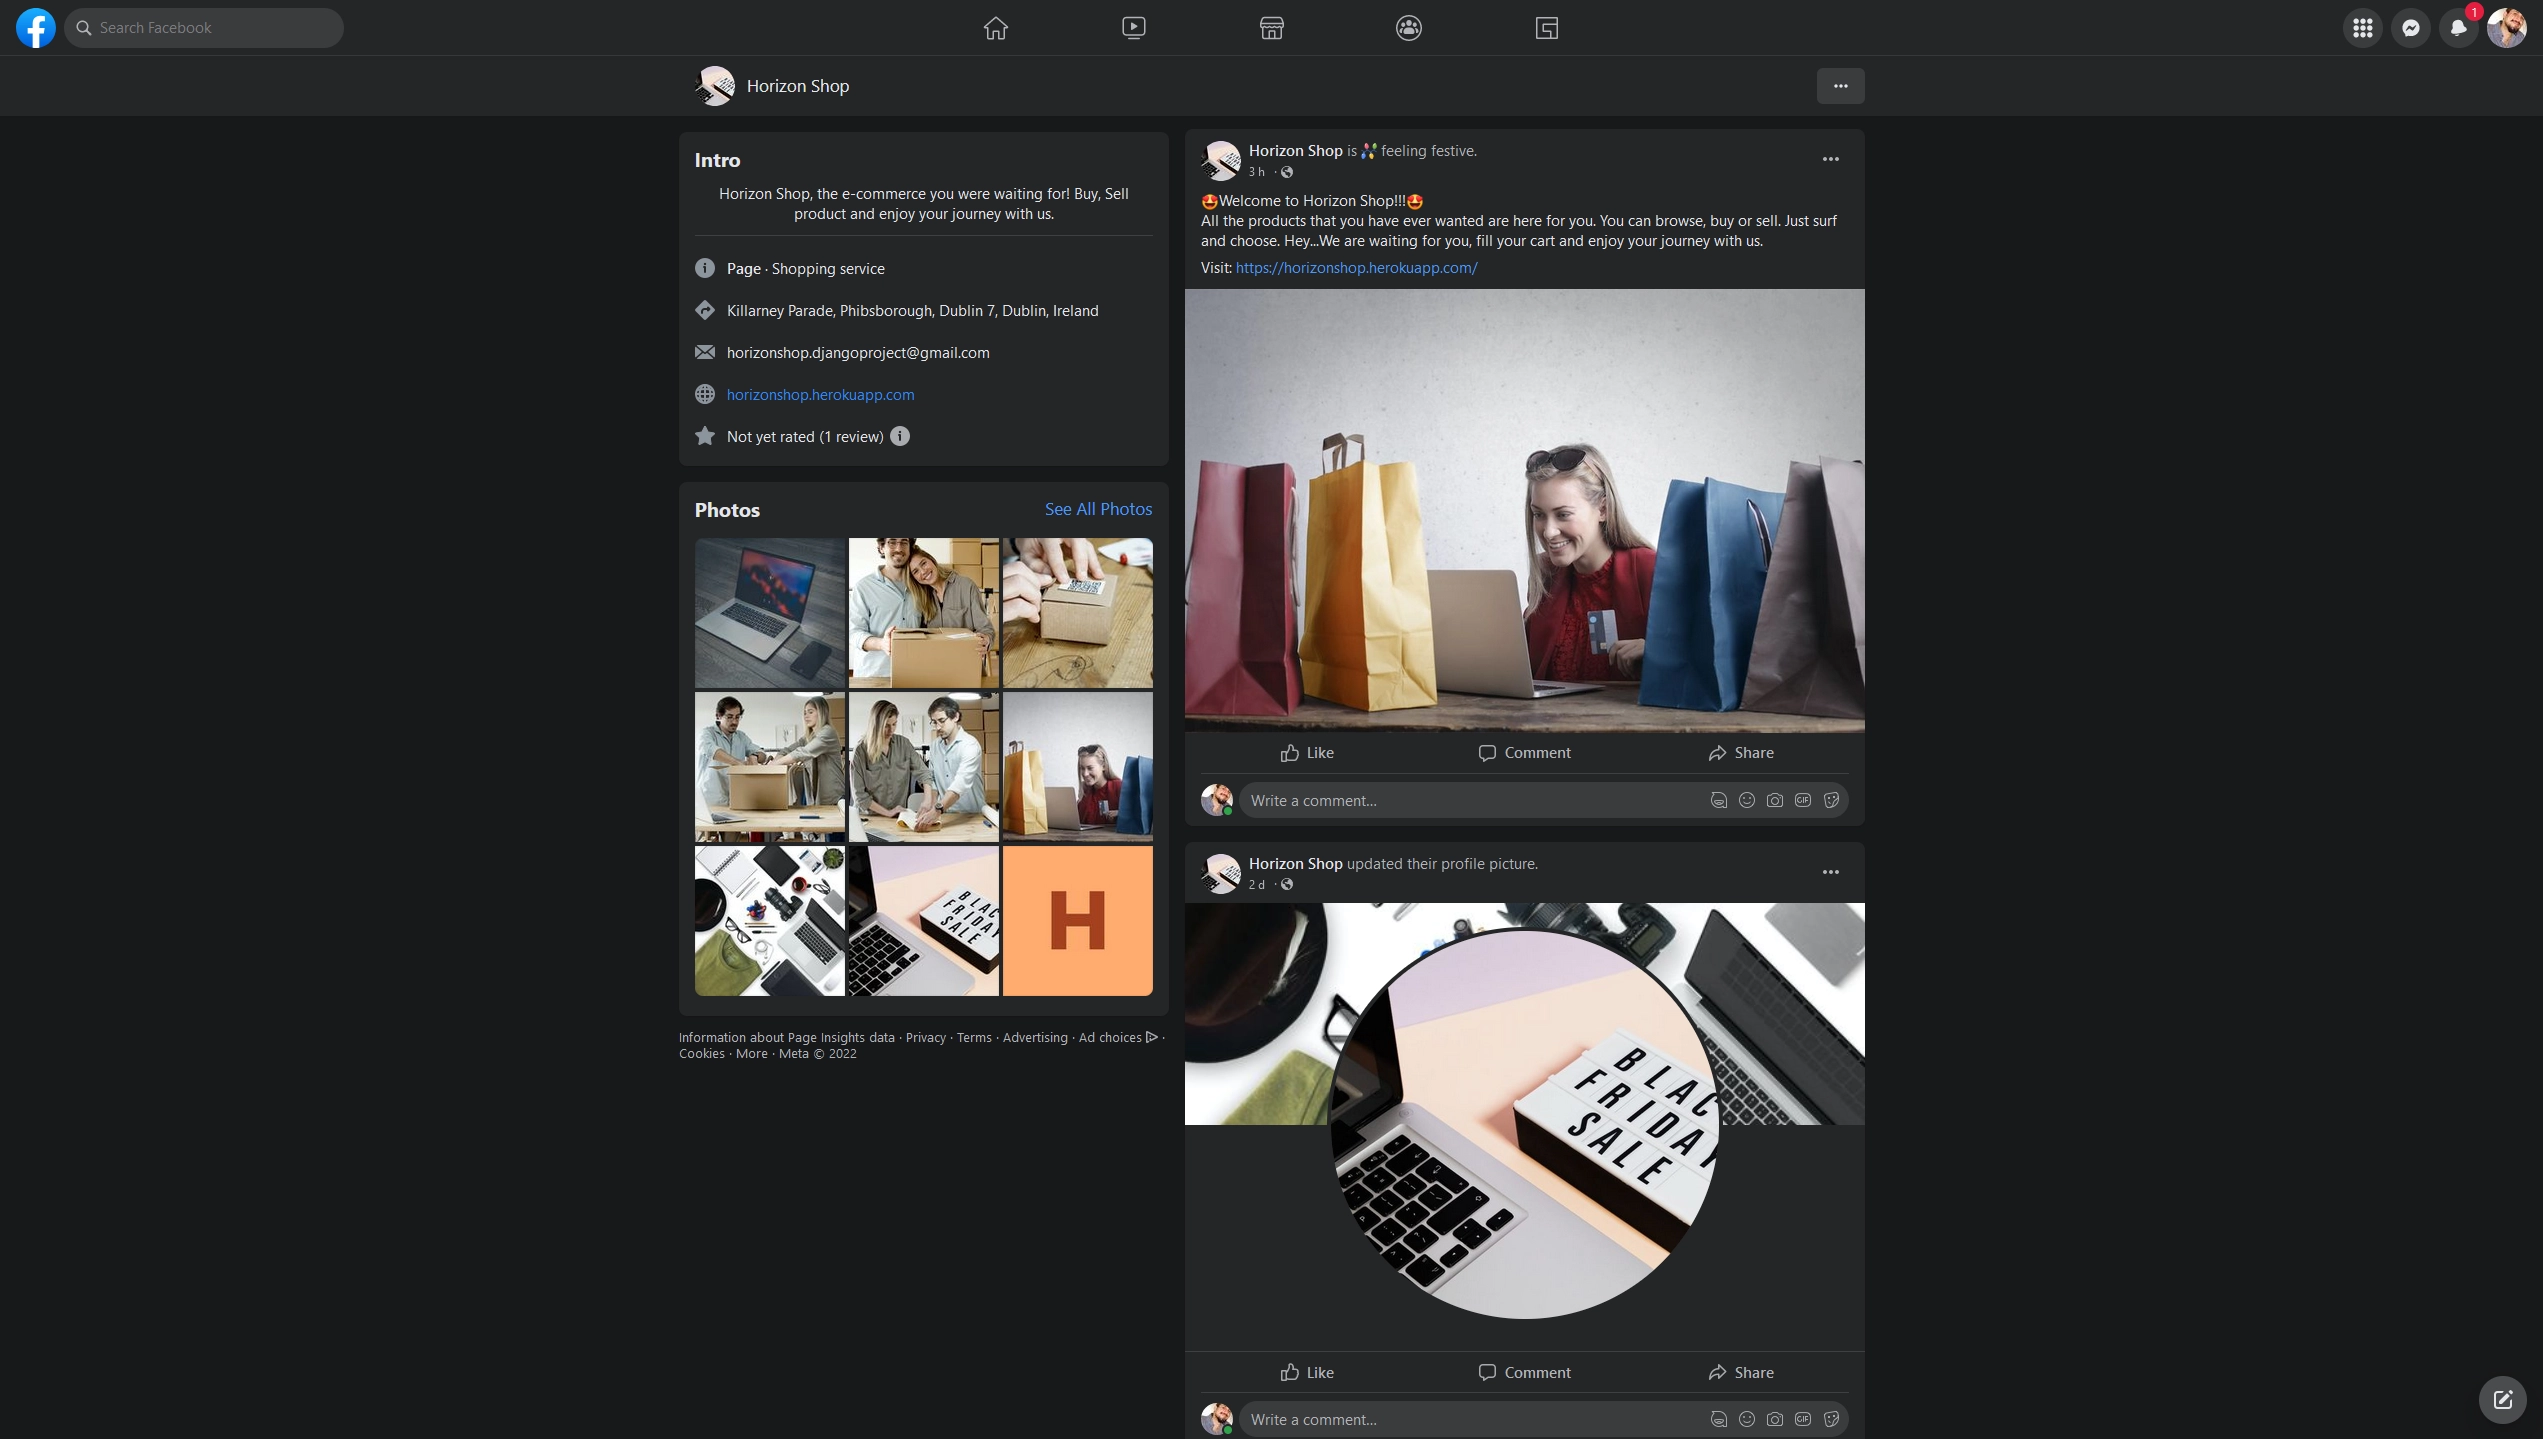 Search Facebook
1
Horizon Shop
Intro
Horizon Shop, the e-commerce you were waiting for! Buy, Sell
product and enjoy your journey with us.
Page · Shopping service
Killarney Parade, Phibsborough, Dublin 7, Dublin, Ireland
horizonshop.djangoproject@gmail.com
horizonshop.herokuapp.com
Not yet rated (1 review)
Photos
See All Photos
BLAC
FRIDAY
SALE
H
Information about Page Insights data · Privacy · Terms · Advertising · Ad choices ·
Cookies · More · Meta © 2022
Horizon Shop is feeling festive.
3 h ·
🤩Welcome to Horizon Shop!!!🤩
All the products that you have ever wanted are here for you. You can browse, buy or sell. Just surf
and choose. Hey...We are waiting for you, fill your cart and enjoy your journey with us.
Visit: https://horizonshop.herokuapp.com/
Like Comment Share
Write a comment...
GIF
Horizon Shop updated their profile picture.
2 d ·
BLAC
FRIDAY
SALE
Like Comment Share
Write a comment...
GIF